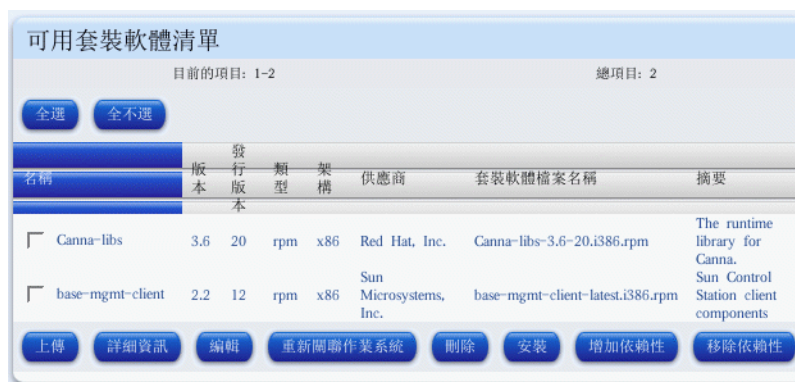 可用套裝軟體清單
目前的項目: 1-2 總項目: 2
全選 全不選
名稱 版本 發行版本 類型 架構 供應商 套裝軟體檔案名稱 摘要
Canna-libs 3.6 20 rpm x86 Red Hat, Inc. Canna-libs-3.6-20.i386.rpm The runtime library for Canna.
base-mgmt-client 2.2 12 rpm x86 Sun Microsystems, Inc. base-mgmt-client-latest.i386.rpm Sun Control Station client components
上傳 詳細資訊 編輯 重新關聯作業系統 刪除 安裝 增加依賴性 移除依賴性